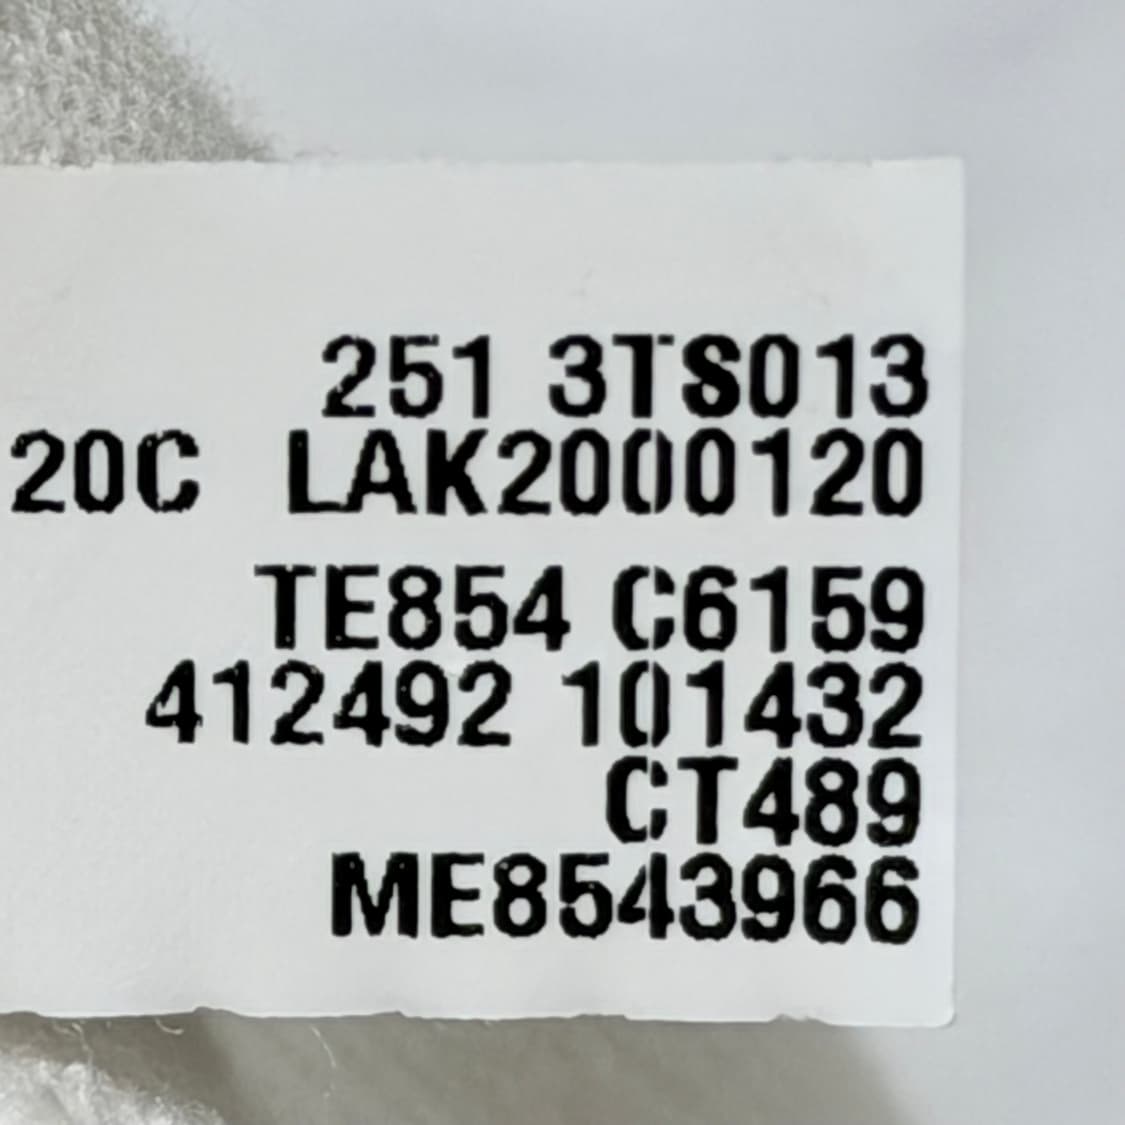 251 3TS013
20C LAK2000120
TE854 C6159
412492 101432
CT489
ME8543966